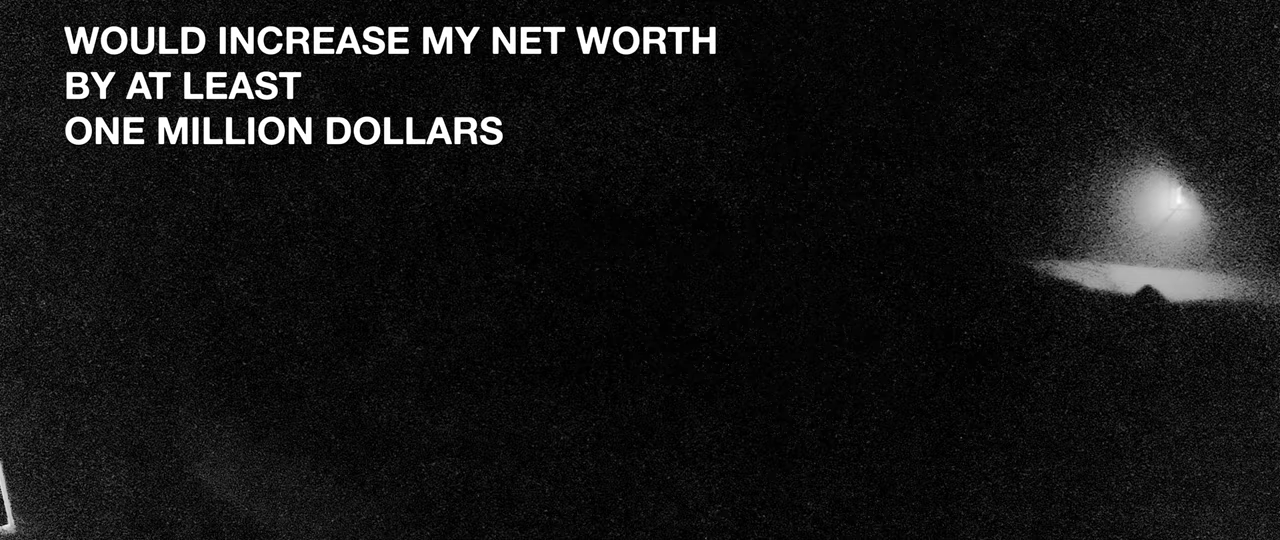 WOULD INCREASE MY NET WORTH
BY AT LEAST
ONE MILLION DOLLARS